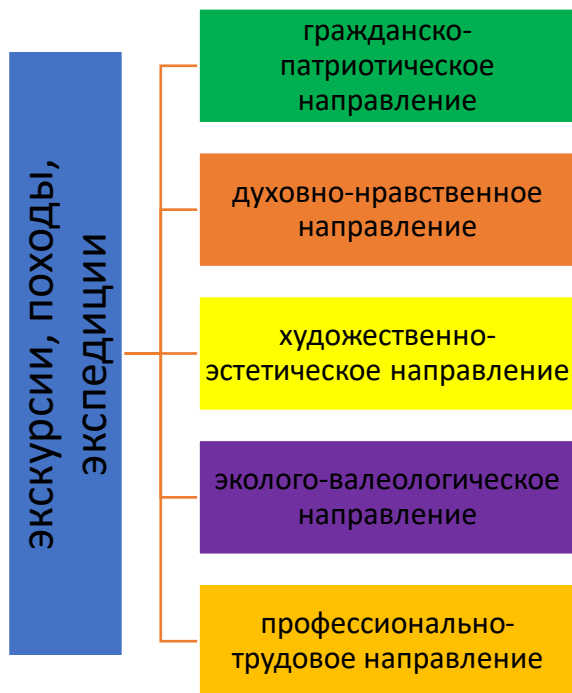 экскурсии, походы,
экспедиции
гражданско-
патриотическое
направление
духовно-нравственное
направление
художественно-
эстетическое направление
эколого-валеологическое
направление
профессионально-
трудовое направление